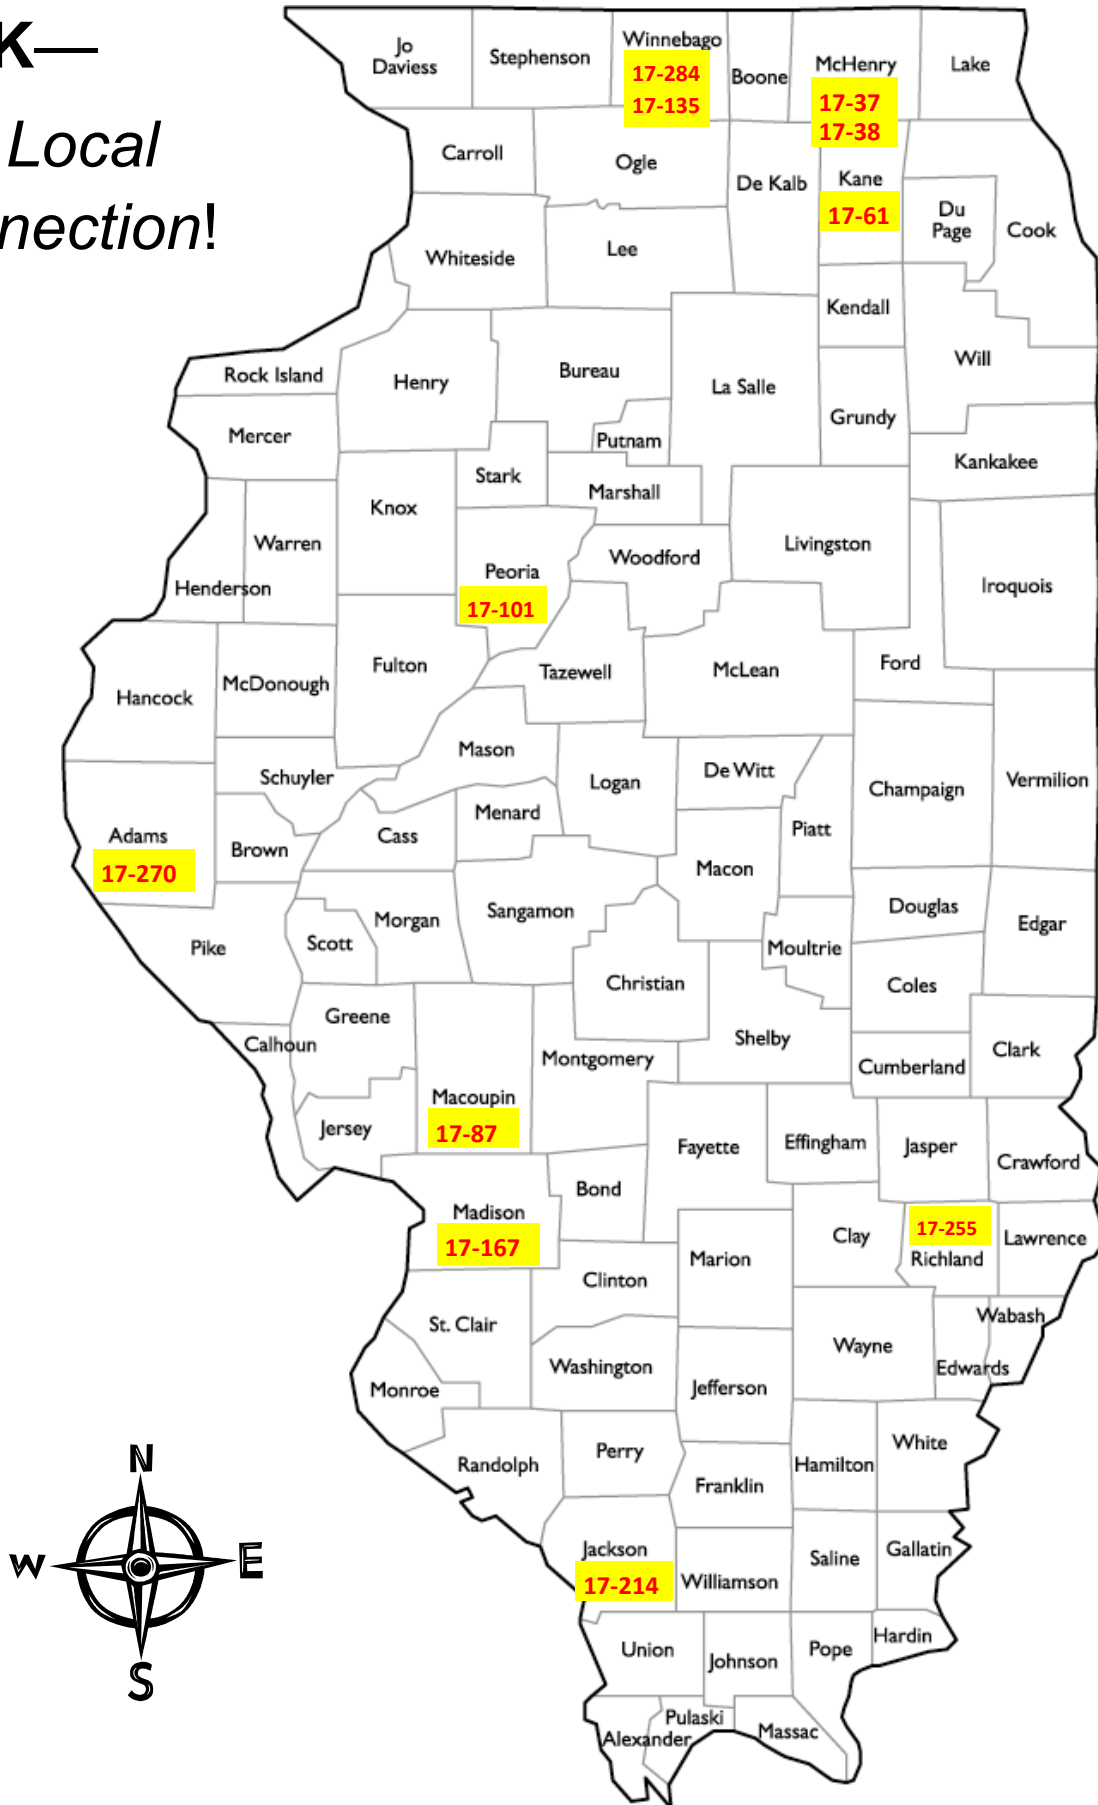 K—
Local
nection!
Jo
Daviess
Stephenson
Winnebago
17-284
17-135
Boone
McHenry
17-37
17-38
Lake
Carroll
Ogle
De Kalb
Kane
17-61
Du
Page
Cook
Whiteside
Lee
Kendall
Will
Rock Island
Henry
Bureau
La Salle
Grundy
Mercer
Putnam
Kankakee
Stark
Marshall
Knox
Warren
Henderson
Peoria
17-101
Woodford
Livingston
Iroquois
Hancock
McDonough
Fulton
Tazewell
McLean
Ford
Schuyler
Mason
Logan
De Witt
Champaign
Vermilion
Adams
17-270
Brown
Cass
Menard
Piatt
Macon
Pike
Scott
Morgan
Sangamon
Douglas
Edgar
Moultrie
Christian
Coles
Greene
Calhoun
Shelby
Clark
Montgomery
Cumberland
Macoupin
17-87
Jersey
Fayette
Effingham
Jasper
Crawford
Bond
Madison
17-167
Clay
17-255
Richland
Lawrence
Marion
Clinton
St. Clair
Wabash
Wayne
Washington
Edwards
Monroe
Jefferson
White
Randolph
Perry
Hamilton
Franklin
Jackson
17-214
Williamson
Saline
Gallatin
Union
Johnson
Pope
Hardin
Pulaski
Alexander
Massac
N
W
E
S